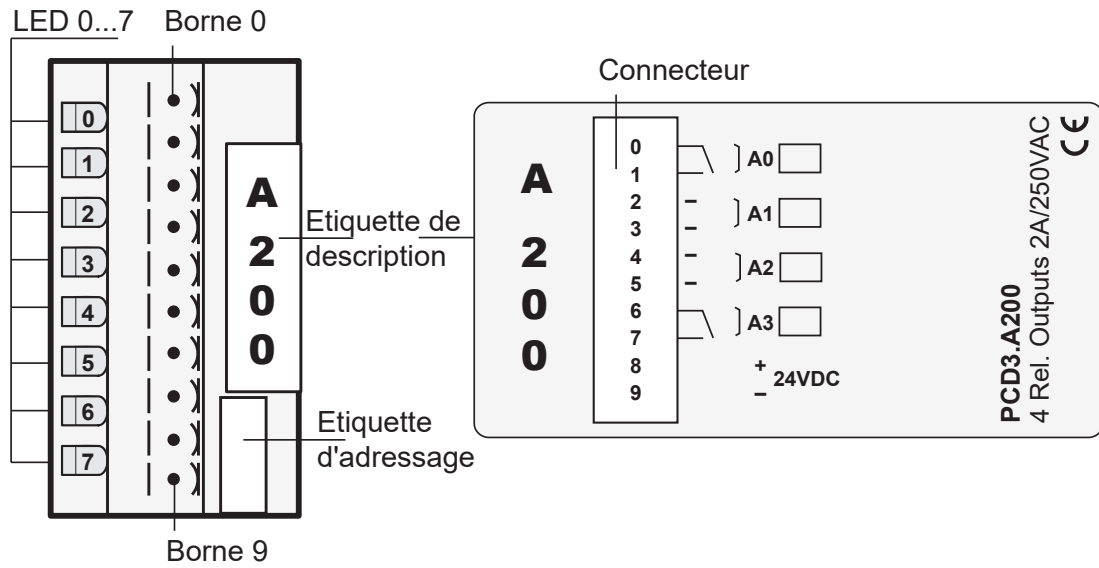 LED 0...7
Borne 0
0
1
2
3
4
5
6
7
A
2
0
0
Etiquette de
description
Etiquette
d'adressage
Borne 9
Connecteur
A
2
0
0
0
1
2
3
4
5
6
7
8
9
A0
A1
A2
A3
+
24VDC
–
PCD3.A200
4 Rel. Outputs 2A/250VAC
CE